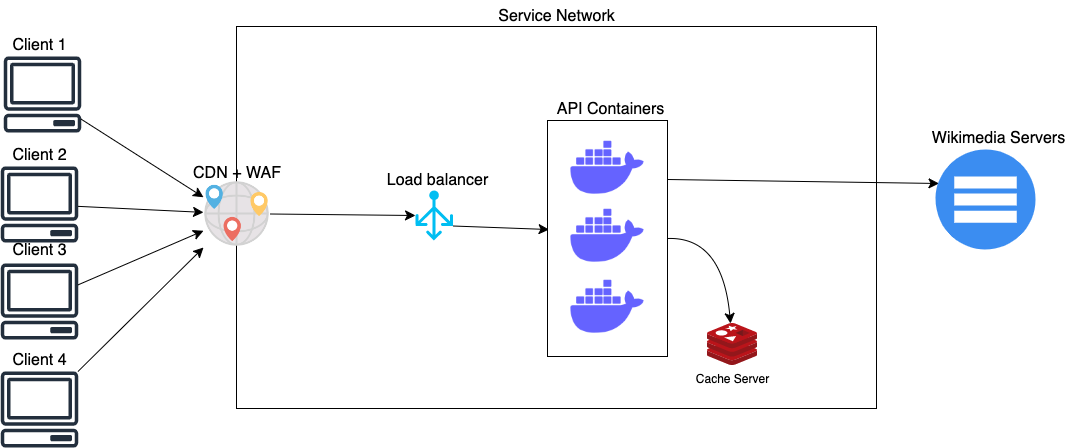 Service Network
Client 1
API Containers
Wikimedia Servers
Client 2
CDN + WAF
Load balancer
Client 3
Client 4
Cache Server